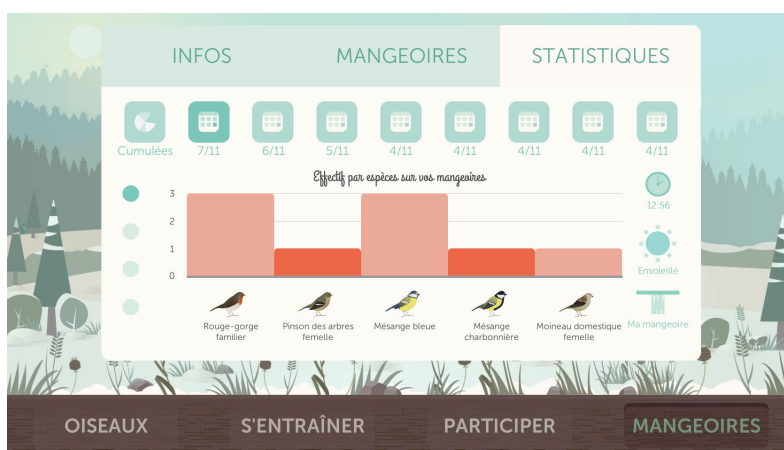 INFOS MANGEOIRES STATISTIQUES
Cumulées 7/11 6/11 5/11 4/11 4/11 4/11 4/11 4/11
Effectif par espèces sur vos mangeoires
3
2
1
0
12:56
Ensoleillé
Ma mangeoire
Rouge-gorge
familier
Pinson des arbres
femelle
Mésange bleue
Mésange
charbonnière
Moineau domestique
femelle
OISEAUX S'ENTRAÎNER PARTICIPER MANGEOIRES